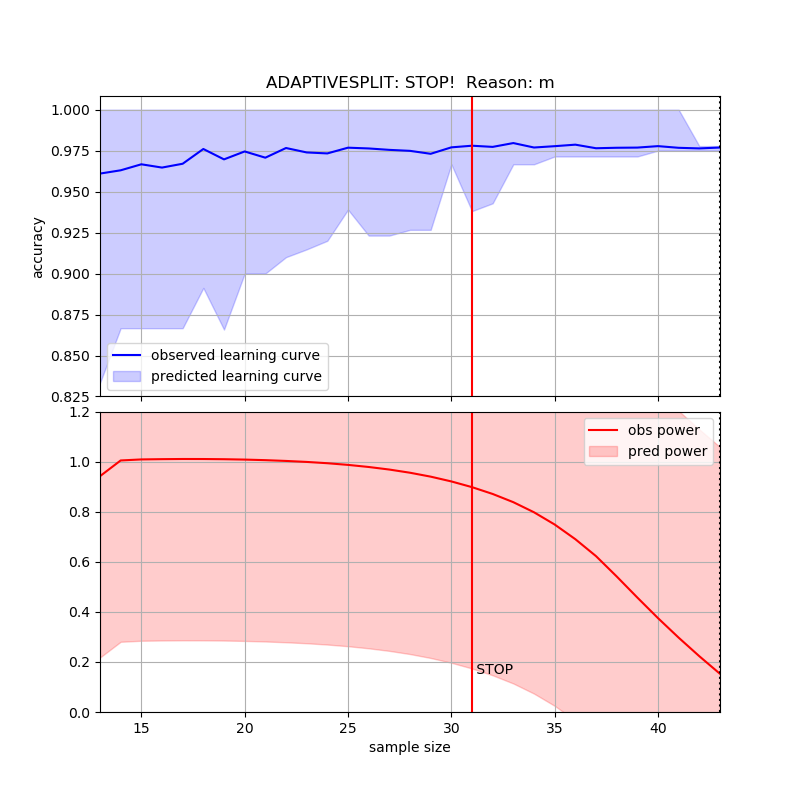 ADAPTIVESPLIT: STOP!  Reason: m
1.000
0.975
0.950
0.925
0.900
0.875
0.850
0.825
accuracy
observed learning curve
predicted learning curve
1.2
1.0
0.8
0.6
0.4
0.2
0.0
obs power
pred power
STOP
15 20 25 30 35 40
sample size